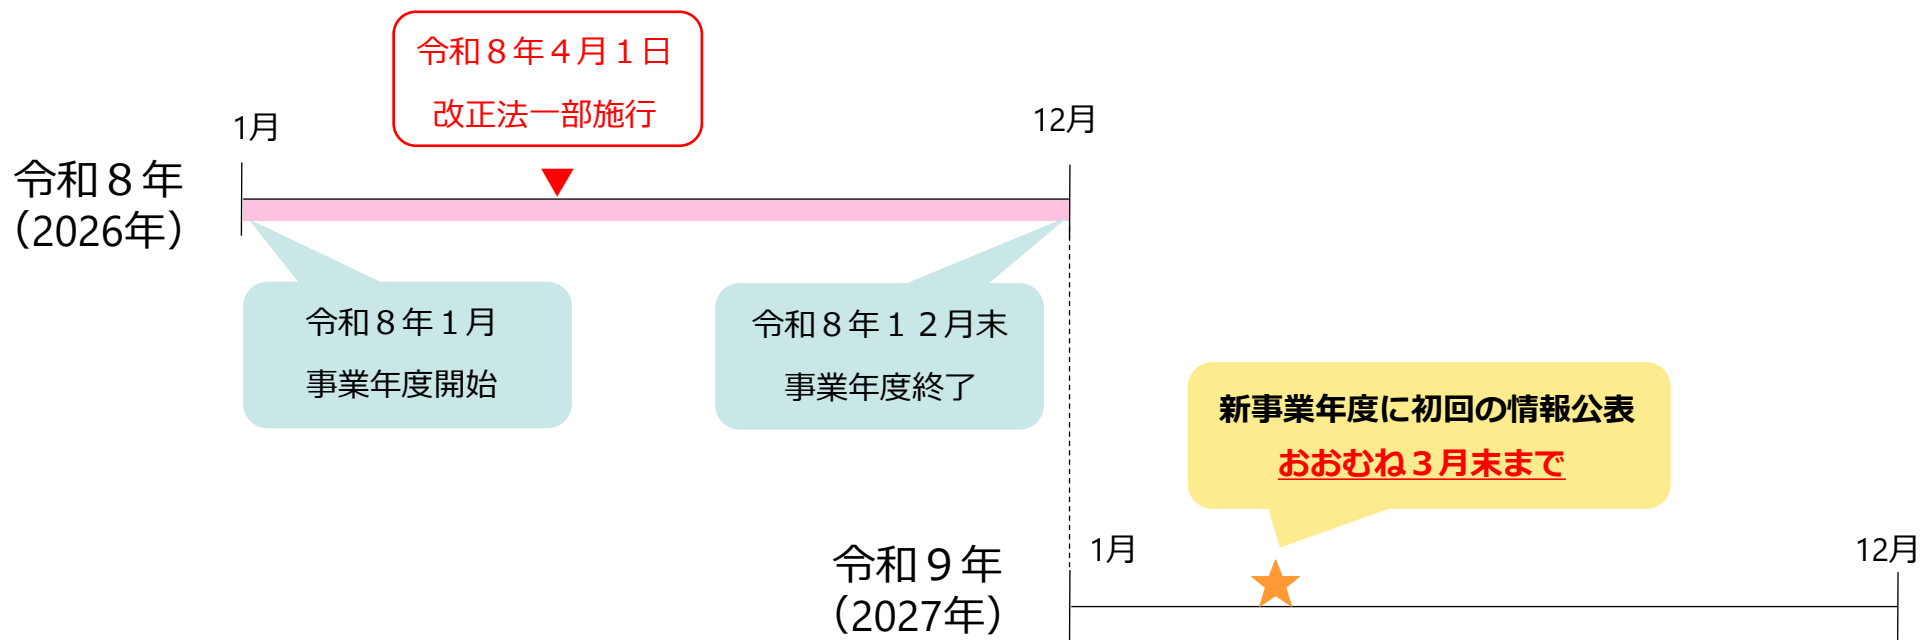 令和８年４月１日
改正法一部施行
1月
12月
令和８年
（2026年）
令和８年１月
事業年度開始
令和８年１２月末
事業年度終了
新事業年度に初回の情報公表
おおむね３月末まで
令和９年
（2027年）
1月
12月